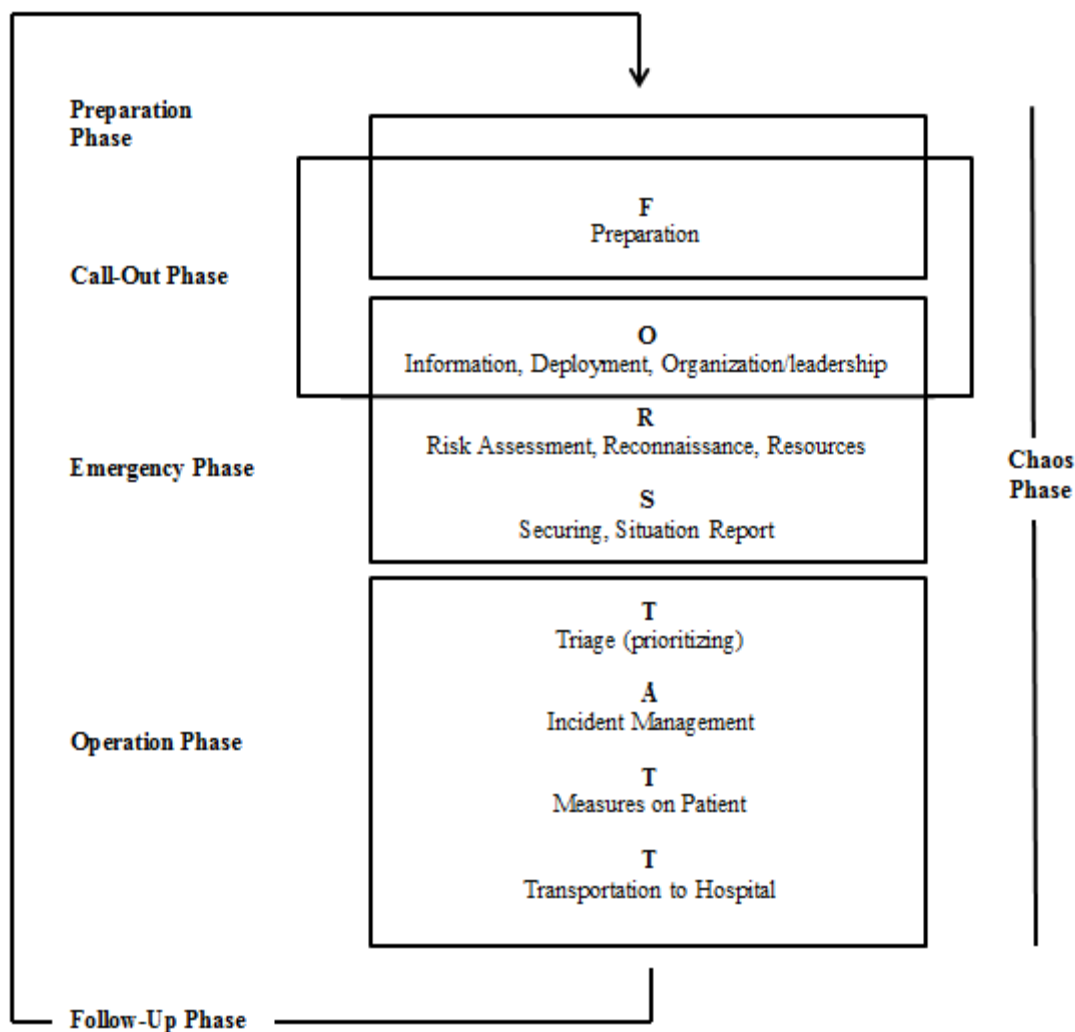 Preparation
Phase
F
Preparation
Call-Out Phase
O
Information, Deployment, Organization/leadership
R
Risk Assessment, Reconnaissance, Resources
Emergency Phase
Chaos
Phase
S
Securing, Situation Report
T
Triage (prioritizing)
A
Incident Management
Operation Phase
T
Measures on Patient
T
Transportation to Hospital
Follow-Up Phase